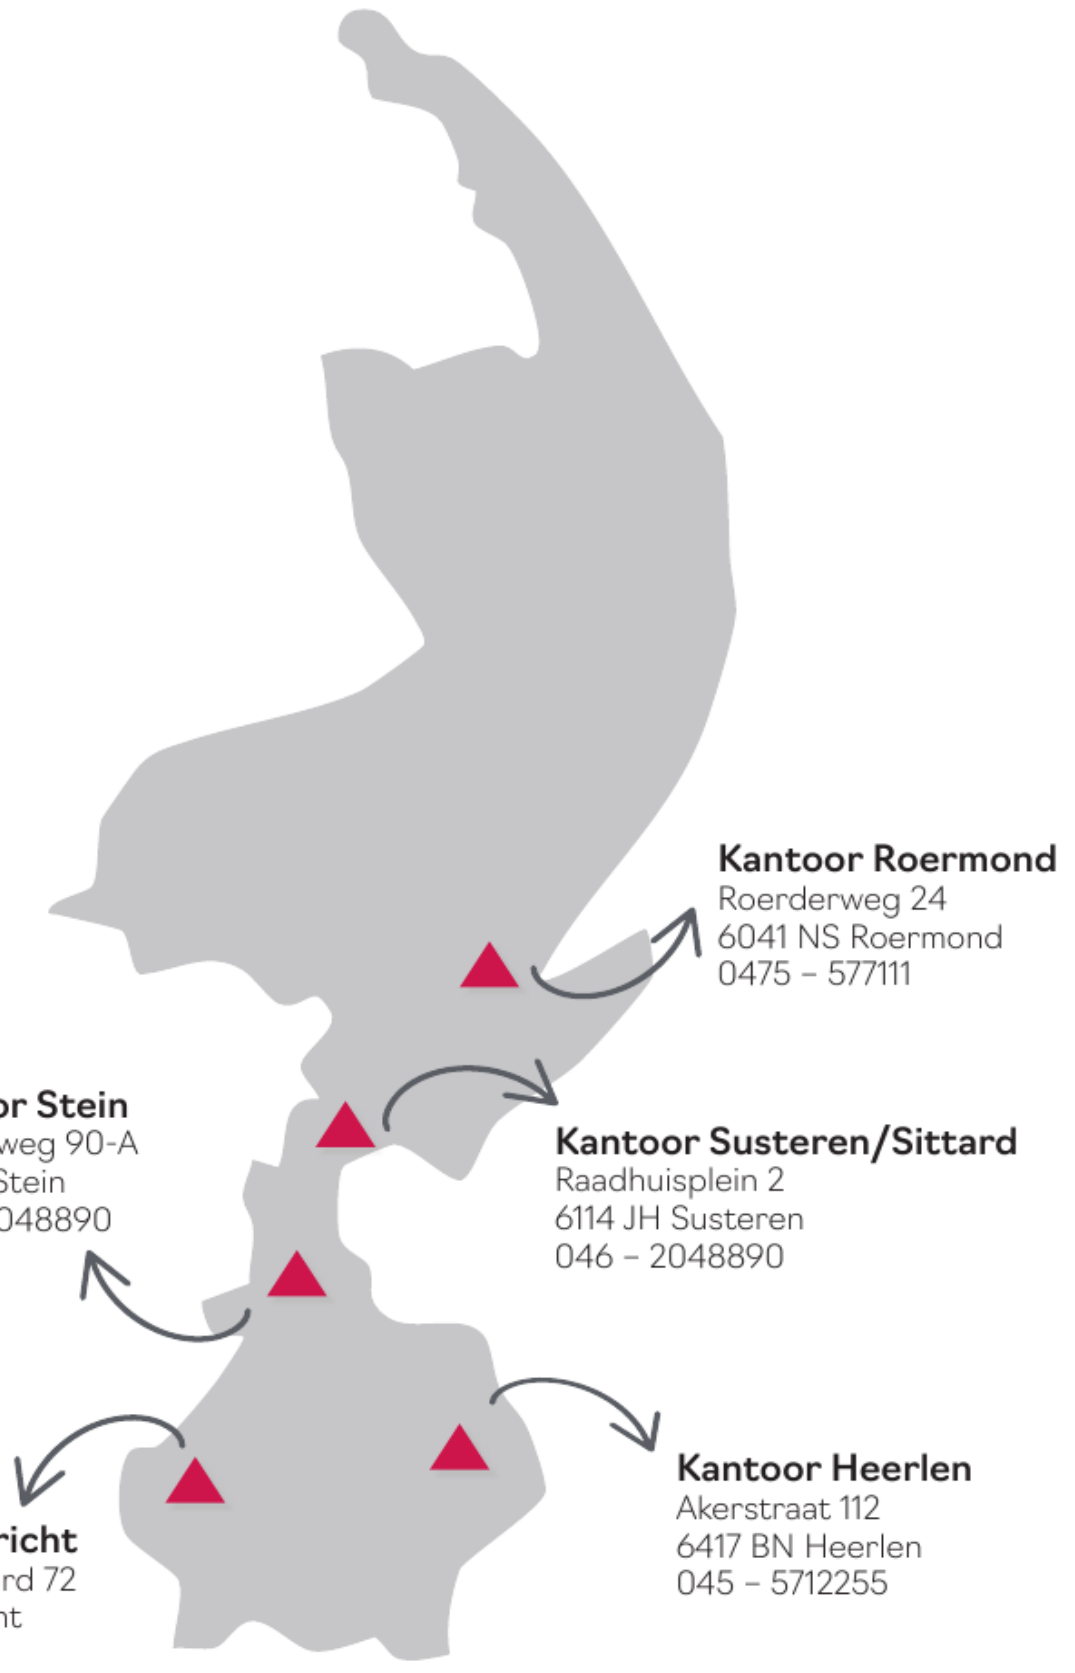 Kantoor Roermond
Roerderweg 24
6041 NS Roermond
0475 – 577111
or Stein
weg 90-A
Stein
048890
Kantoor Susteren/Sittard
Raadhuisplein 2
6114 JH Susteren
046 – 2048890
Kantoor Heerlen
Akerstraat 112
6417 BN Heerlen
045 – 5712255
richt
rd 72
nt